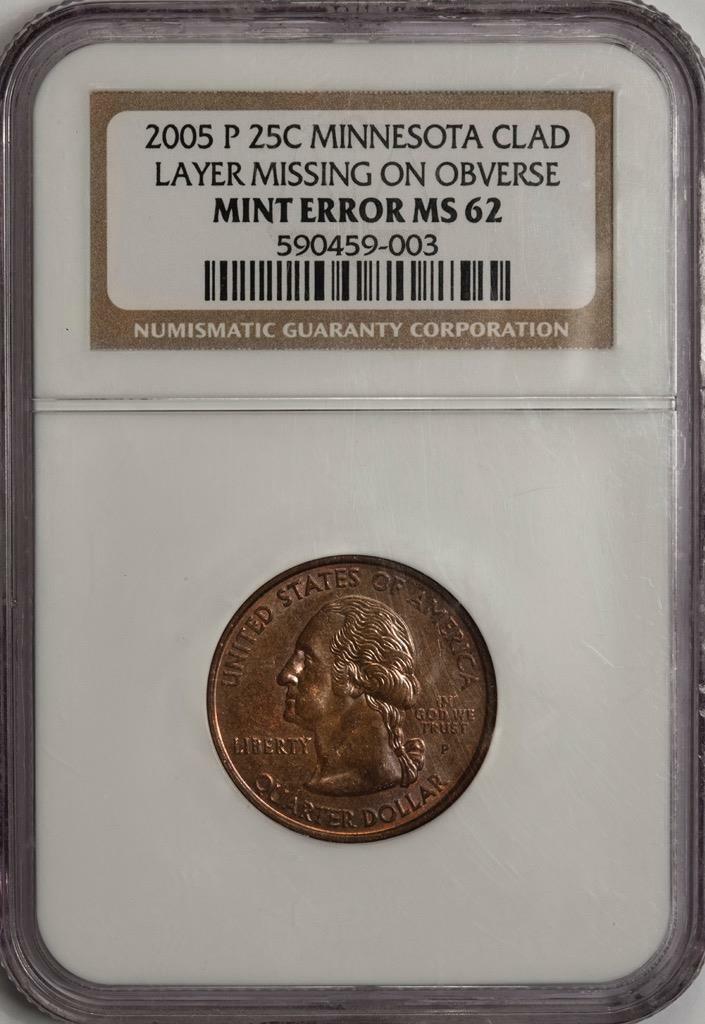 2005 P 25C MINNESOTA CLAD
LAYER MISSING ON OBVERSE
MINT ERROR MS 62
590459-003
NUMISMATIC GUARANTY CORPORATION
UNITED STATES OF AMERICA
IN
GOD WE
TRUST
LIBERTY
P
QUARTER DOLLAR